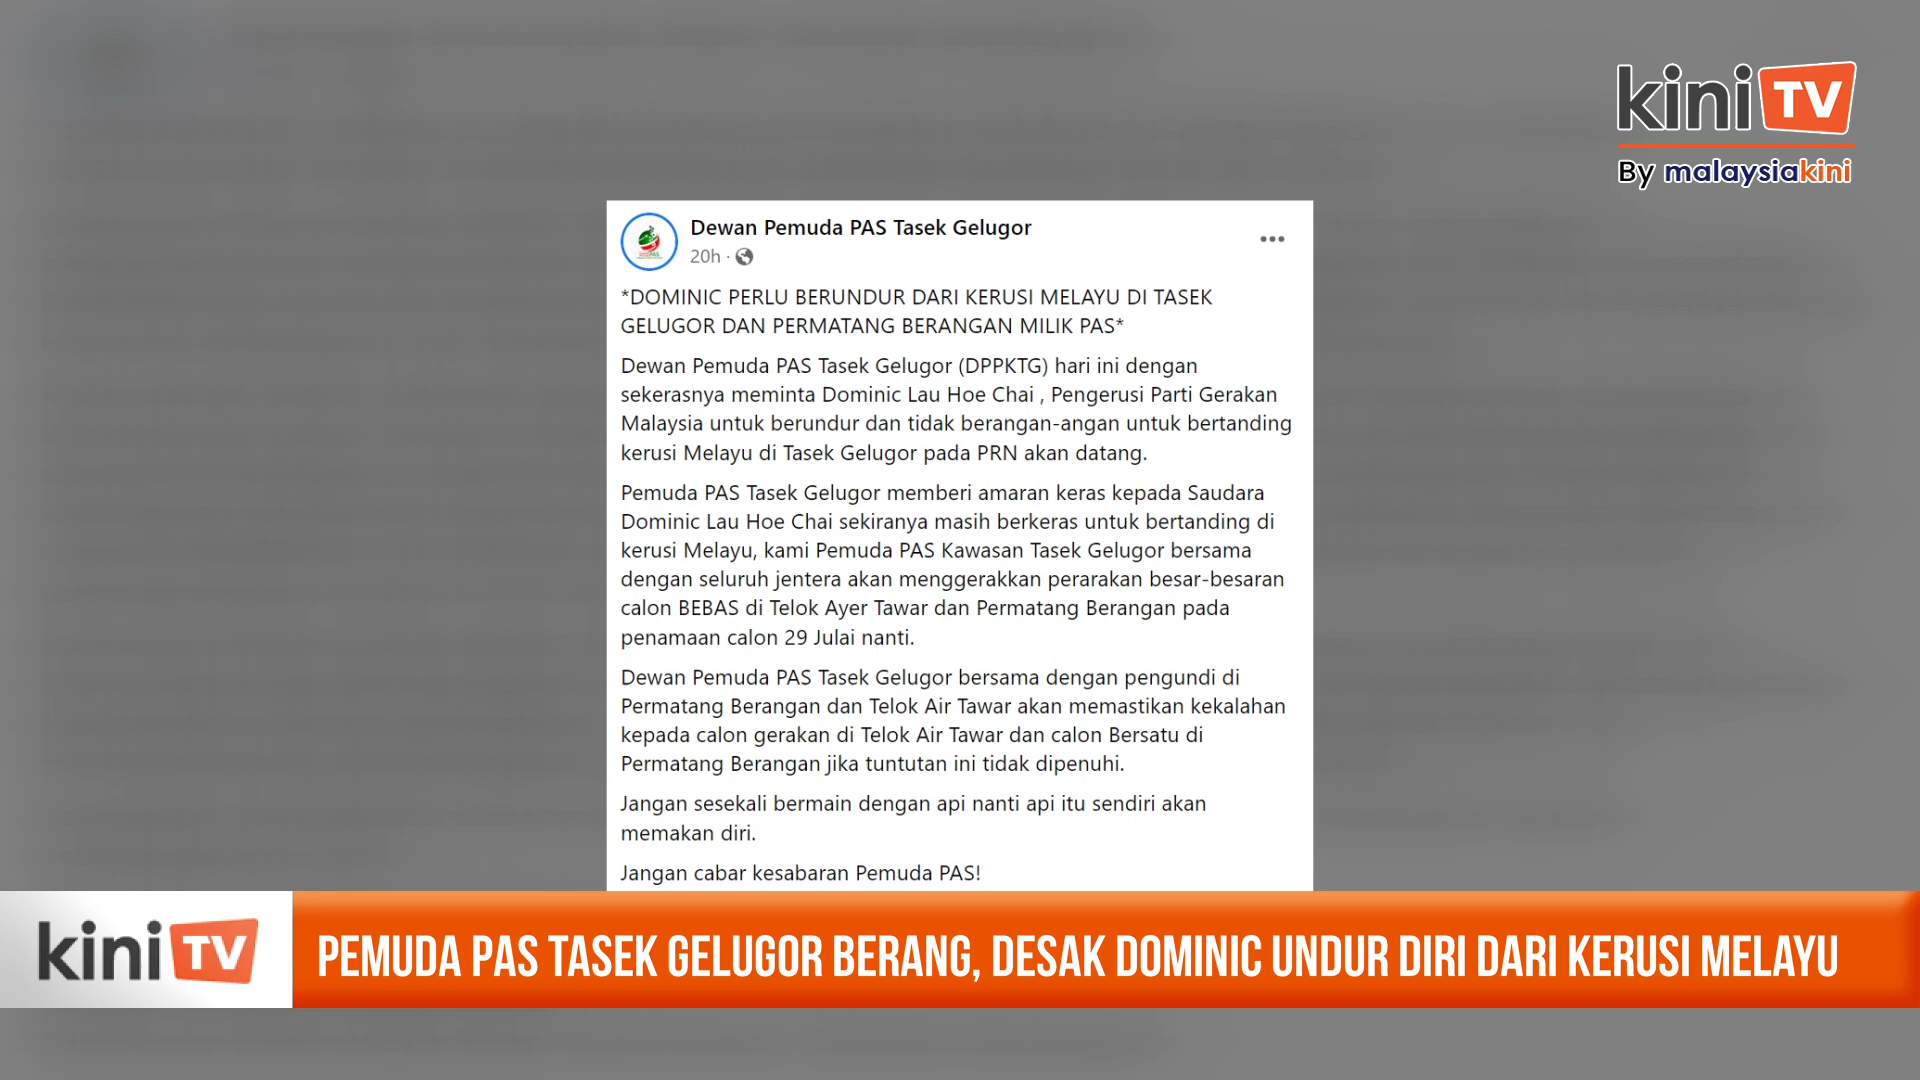 kini TV
By malaysiakini
Dewan Pemuda PAS Tasek Gelugor
20h ·
*DOMINIC PERLU BERUNDUR DARI KERUSI MELAYU DI TASEK
GELUGOR DAN PERMATANG BERANGAN MILIK PAS*
Dewan Pemuda PAS Tasek Gelugor (DPPKTG) hari ini dengan
sekerasnya meminta Dominic Lau Hoe Chai , Pengerusi Parti Gerakan
Malaysia untuk berundur dan tidak berangan-angan untuk bertanding
kerusi Melayu di Tasek Gelugor pada PRN akan datang.
Pemuda PAS Tasek Gelugor memberi amaran keras kepada Saudara
Dominic Lau Hoe Chai sekiranya masih berkeras untuk bertanding di
kerusi Melayu, kami Pemuda PAS Kawasan Tasek Gelugor bersama
dengan seluruh jentera akan menggerakkan perarakan besar-besaran
calon BEBAS di Telok Ayer Tawar dan Permatang Berangan pada
penamaan calon 29 Julai nanti.
Dewan Pemuda PAS Tasek Gelugor bersama dengan pengundi di
Permatang Berangan dan Telok Air Tawar akan memastikan kekalahan
kepada calon gerakan di Telok Air Tawar dan calon Bersatu di
Permatang Berangan jika tuntutan ini tidak dipenuhi.
Jangan sesekali bermain dengan api nanti api itu sendiri akan
memakan diri.
Jangan cabar kesabaran Pemuda PAS!
kini TV
PEMUDA PAS TASEK GELUGOR BERANG, DESAK DOMINIC UNDUR DIRI DARI KERUSI MELAYU